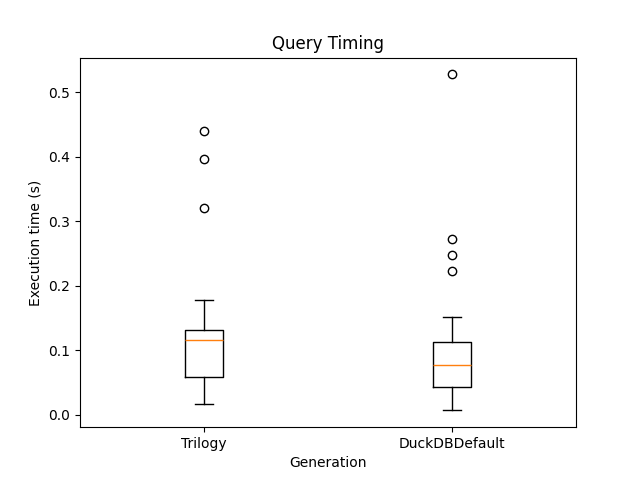 Query Timing
Execution time (s)
0.5
0.4
0.3
0.2
0.1
0.0
Trilogy
DuckDBDefault
Generation